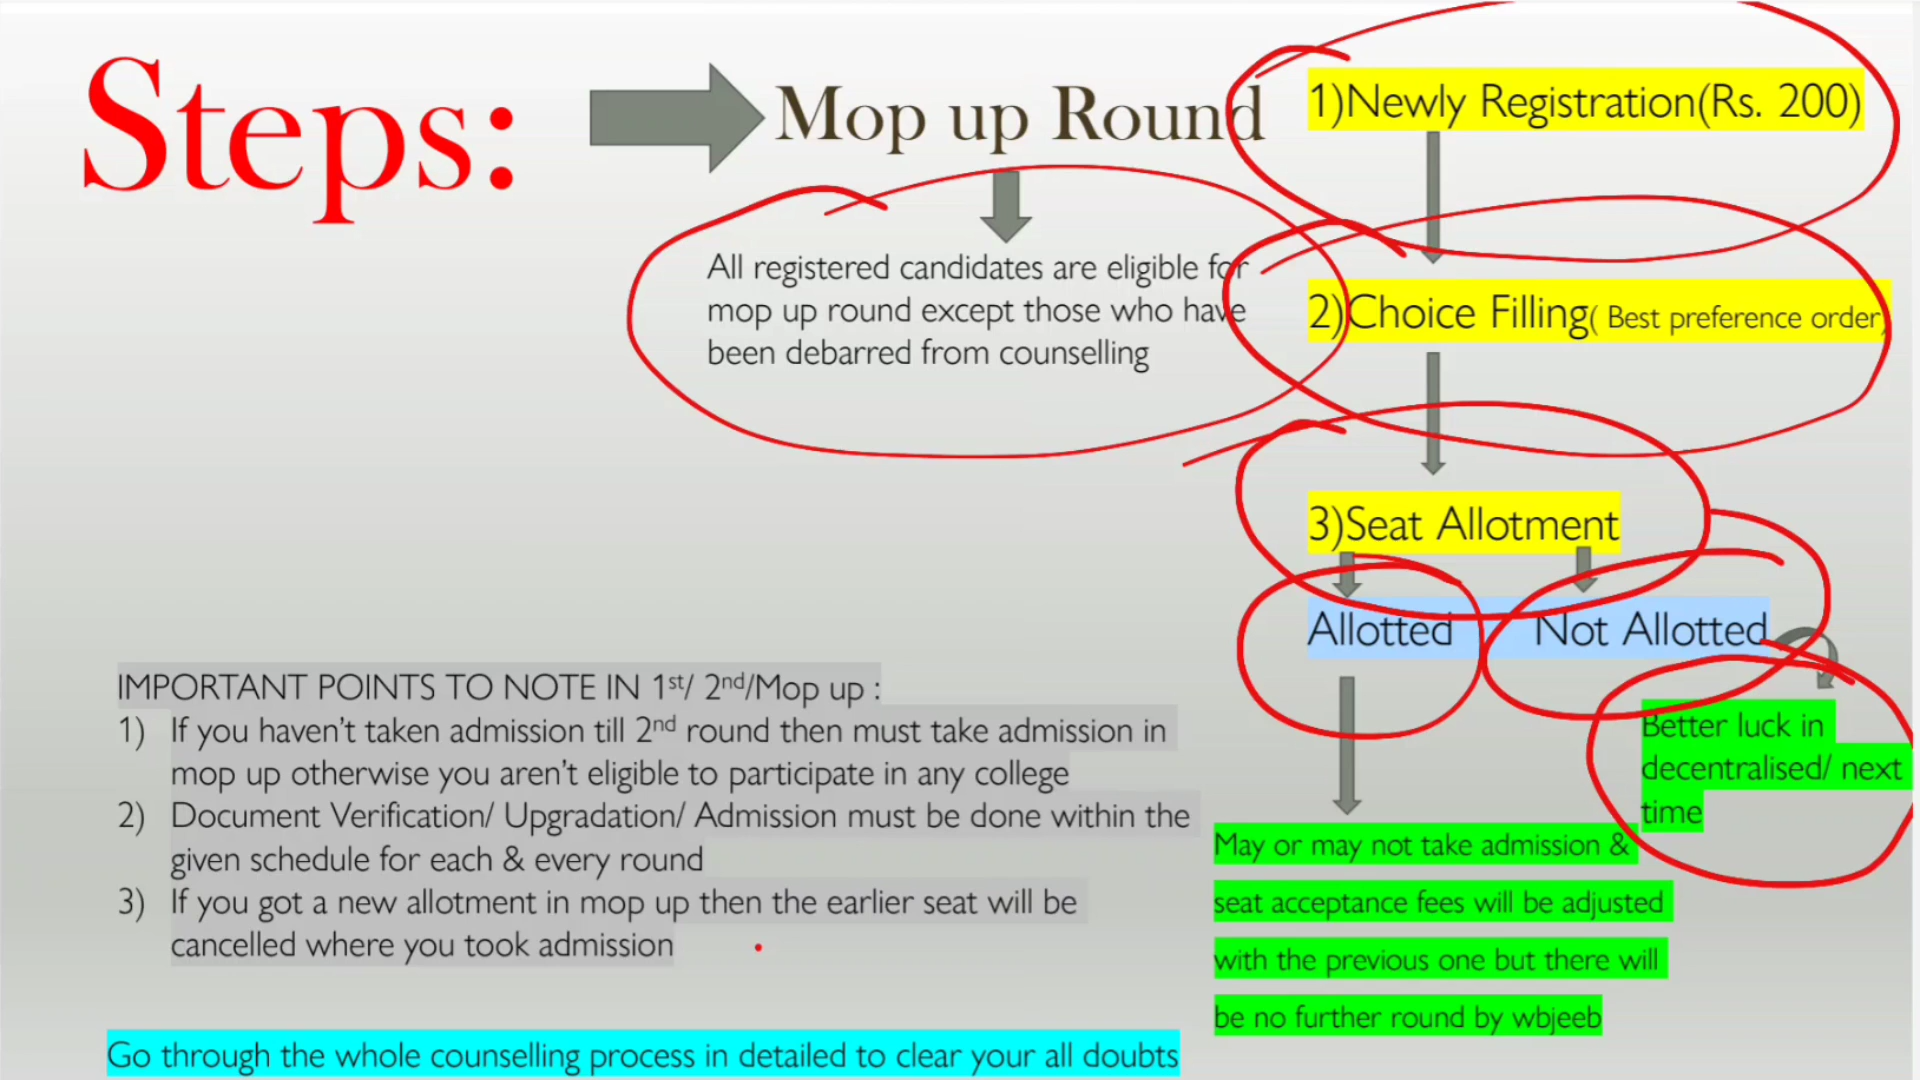 Steps:
Mop up Round
All registered candidates are eligible for
mop up round except those who have
been debarred from counselling
1)Newly Registration(Rs. 200)
2)Choice Filling( Best preference order)
3)Seat Allotment
Allotted Not Allotted
Better luck in
decentralised/ next
time
May or may not take admission &
seat acceptance fees will be adjusted
with the previous one but there will
be no further round by wbjeeb
IMPORTANT POINTS TO NOTE IN 1st/ 2nd/Mop up :
1) If you haven't taken admission till 2nd round then must take admission in
mop up otherwise you aren't eligible to participate in any college
2) Document Verification/ Upgradation/ Admission must be done within the
given schedule for each & every round
3) If you got a new allotment in mop up then the earlier seat will be
cancelled where you took admission
Go through the whole counselling process in detailed to clear your all doubts